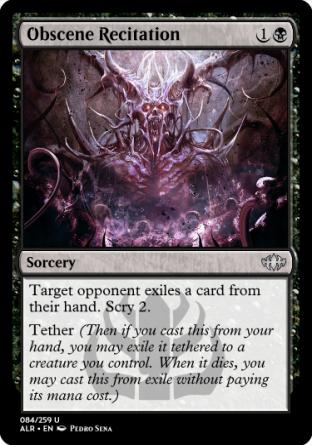 Obscene Recitation 1
Sorcery
Target opponent exiles a card from
their hand. Scry 2.
Tether (Then if you cast this from your
hand, you may exile it tethered to a
creature you control. When it dies, you
may cast this from exile without paying
its mana cost.)
084/259 U
ALR • EN Pedro Sena